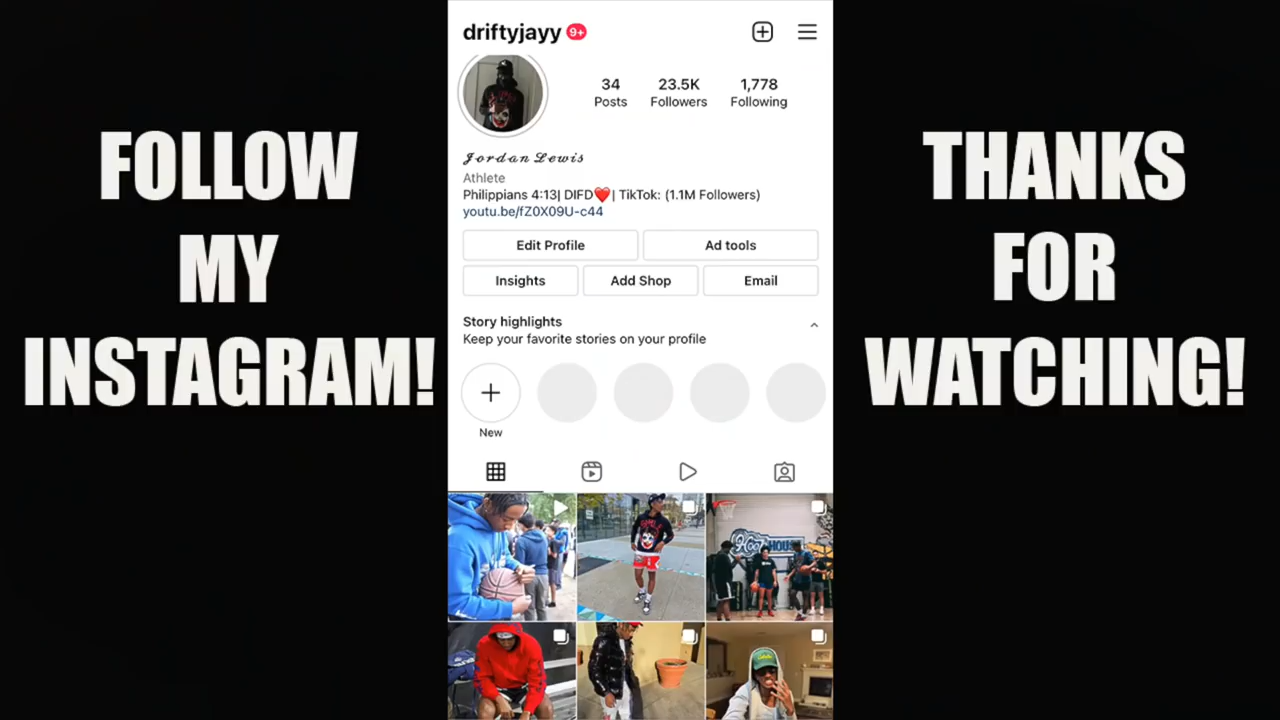 FOLLOW
MY
INSTAGRAM!
driftyjayy 9+
34 23.5K 1,778
Posts Followers Following
𝒥𝑜𝓇𝒹𝒶𝓃 𝐿𝑒𝓌𝒾𝓈
Athlete
Philippians 4:13| DIFD❤️| TikTok: (1.1M Followers)
youtu.be/fZ0X09U-c44
Edit Profile Ad tools
Insights Add Shop Email
Story highlights
Keep your favorite stories on your profile
New
THANKS
FOR
WATCHING!